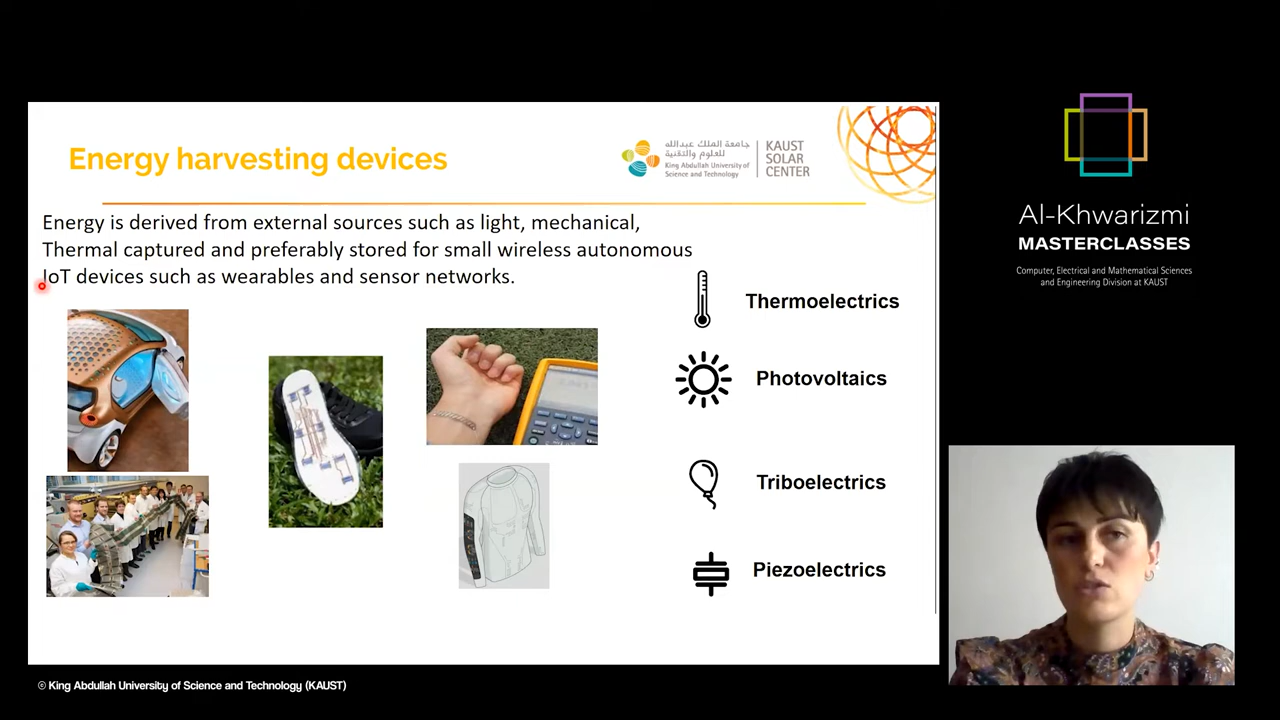 Energy harvesting devices
جامعة الملك عبدالله
للعلوم والتقنية
King Abdullah University of
Science and Technology
KAUST
SOLAR
CENTER
Energy is derived from external sources such as light, mechanical,
Thermal captured and preferably stored for small wireless autonomous
IoT devices such as wearables and sensor networks.
Thermoelectrics
Photovoltaics
Triboelectrics
Piezoelectrics
Al-Khwarizmi
MASTERCLASSES
Computer, Electrical and Mathematical Sciences
and Engineering Division at KAUST
© King Abdullah University of Science and Technology (KAUST)